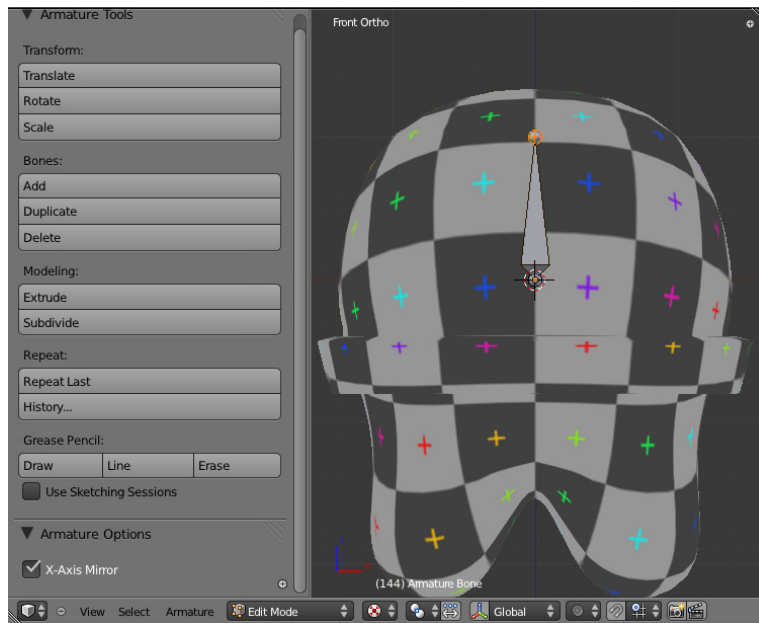 Armature Tools
Front Ortho
Transform:
Translate
Rotate
Scale
Bones:
Add
Duplicate
Delete
Modeling:
Extrude
Subdivide
Repeat:
Repeat Last
History...
Grease Pencil:
Draw Line Erase
Use Sketching Sessions
Armature Options
X-Axis Mirror
(144) Armature Bone
View Select Armature Edit Mode Global